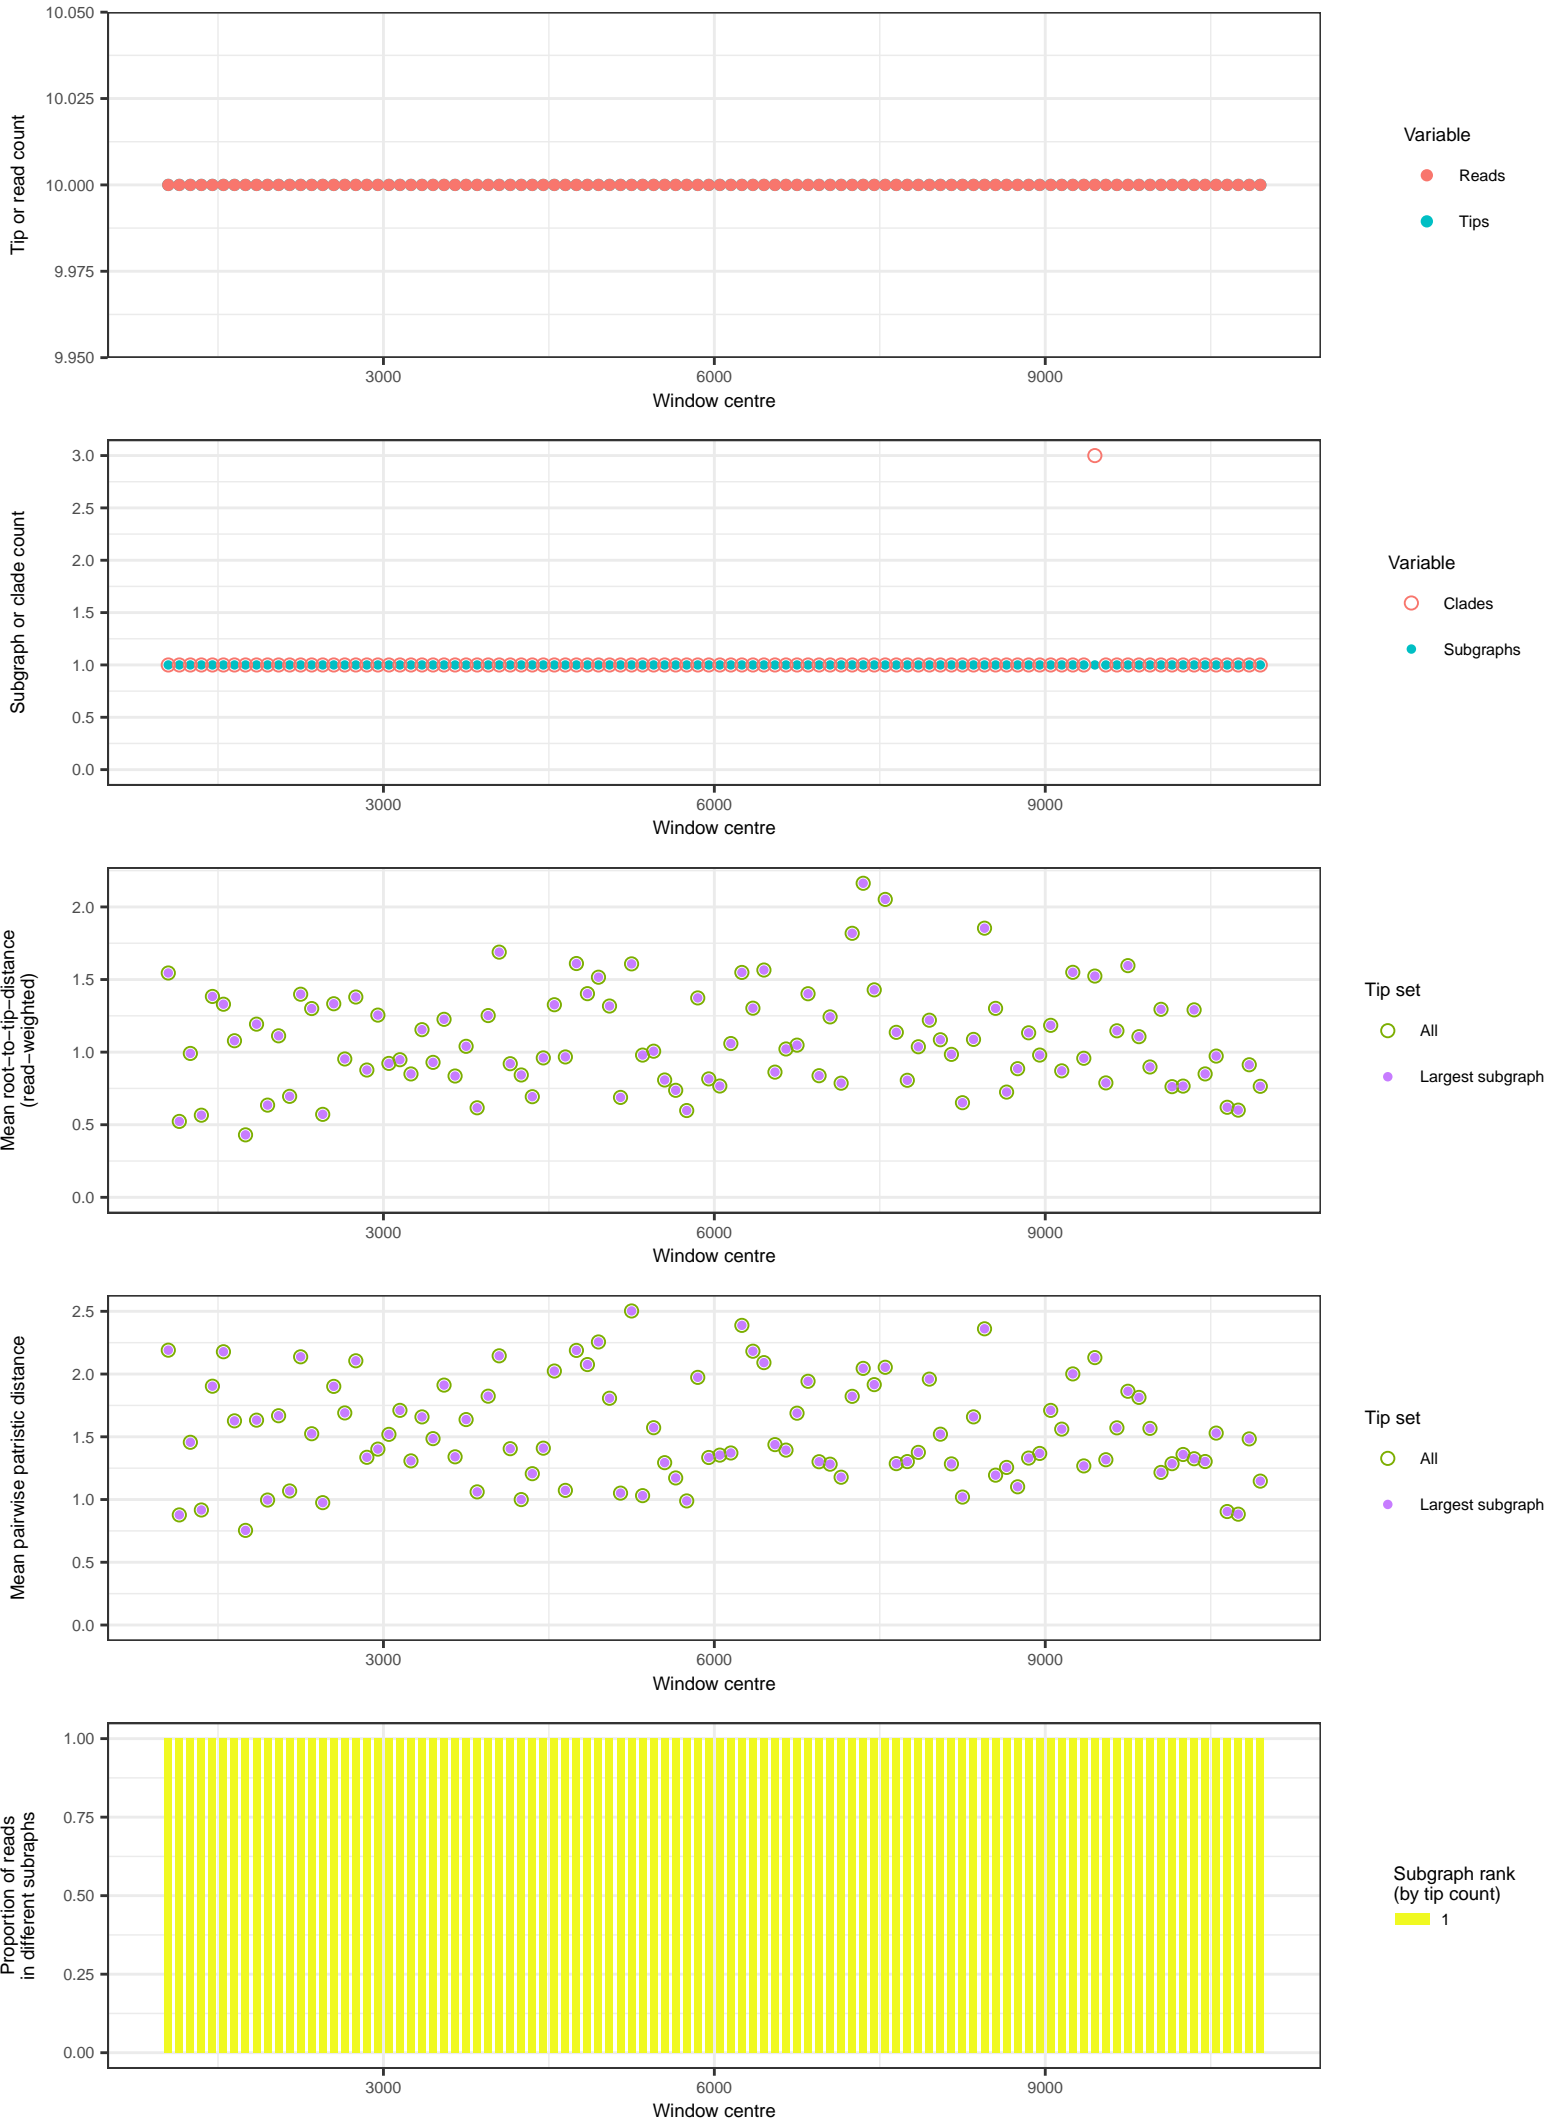 10.050
10.025
10.000
9.975
9.950
Tip or read count
3000 6000 9000
Window centre
Variable
Reads
Tips
3.0
2.5
2.0
1.5
1.0
0.5
0.0
Subgraph or clade count
3000 6000 9000
Window centre
Variable
Clades
Subgraphs
2.0
1.5
1.0
0.5
0.0
Mean root−to−tip−distance
(read−weighted)
3000 6000 9000
Window centre
Tip set
All
Largest subgraph
2.5
2.0
1.5
1.0
0.5
0.0
Mean pairwise patristic distance
3000 6000 9000
Window centre
Tip set
All
Largest subgraph
1.00
0.75
0.50
0.25
0.00
Proportion of reads
in different subraphs
3000 6000 9000
Window centre
Subgraph rank
(by tip count)
1